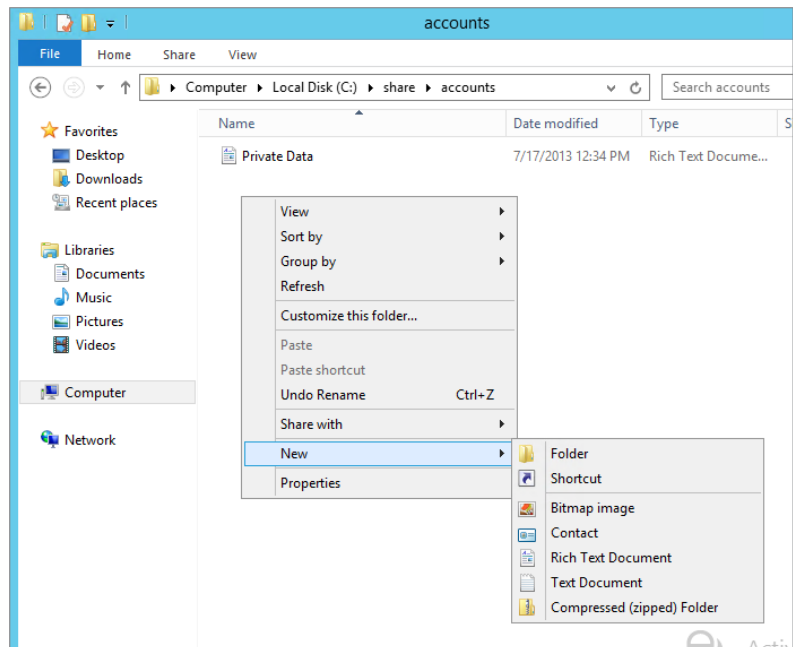 accounts
File Home Share View
Computer Local Disk (C:) share accounts Search accounts
Name Date modified Type S
Private Data 7/17/2013 12:34 PM Rich Text Docume...
Favorites
Desktop
Downloads
Recent places
Libraries
Documents
Music
Pictures
Videos
Computer
Network
View
Sort by
Group by
Refresh
Customize this folder...
Paste
Paste shortcut
Undo Rename Ctrl+Z
Share with
New
Properties
Folder
Shortcut
Bitmap image
Contact
Rich Text Document
Text Document
Compressed (zipped) Folder